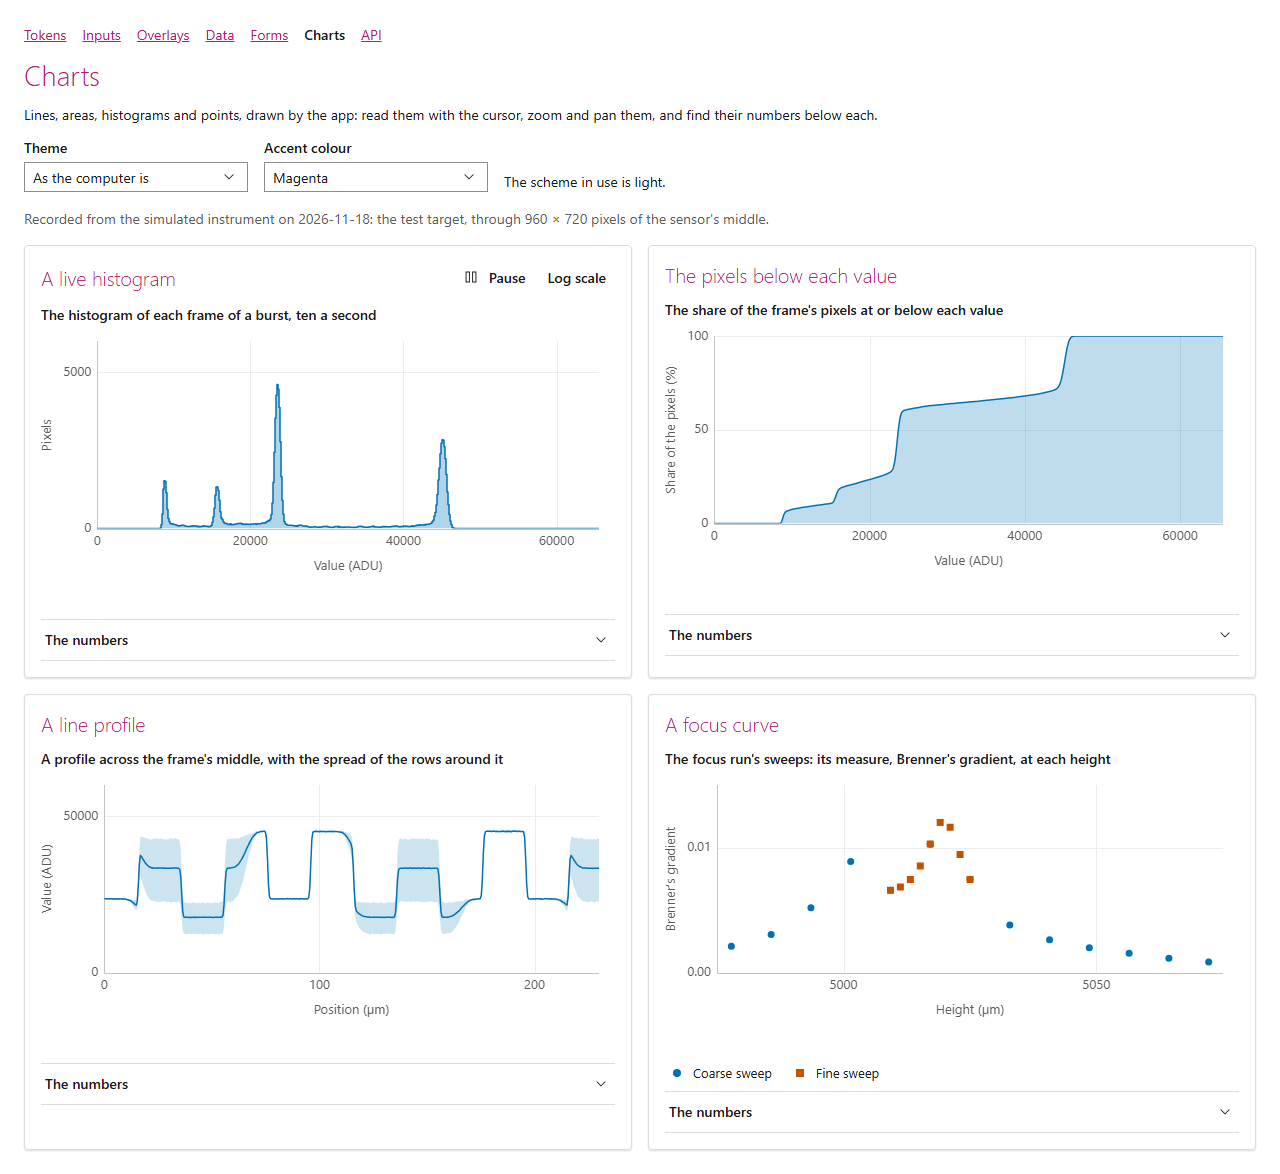 Tokens Inputs Overlays Data Forms Charts API
Charts
Lines, areas, histograms and points, drawn by the app: read them with the cursor, zoom and pan them, and find their numbers below each.
Theme Accent colour
As the computer is Magenta The scheme in use is light.
Recorded from the simulated instrument on 2026-11-18: the test target, through 960 × 720 pixels of the sensor's middle.
A live histogram Pause Log scale
The histogram of each frame of a burst, ten a second
5000
Pixels
0
0 20000 40000 60000
Value (ADU)
The numbers
The pixels below each value
The share of the frame's pixels at or below each value
100
Share of the pixels (%)
50
0
0 20000 40000 60000
Value (ADU)
The numbers
A line profile
A profile across the frame's middle, with the spread of the rows around it
50000
Value (ADU)
0
0 100 200
Position (µm)
The numbers
A focus curve
The focus run's sweeps: its measure, Brenner's gradient, at each height
0.01
Brenner's gradient
0.00
5000 5050
Height (µm)
Coarse sweep Fine sweep
The numbers